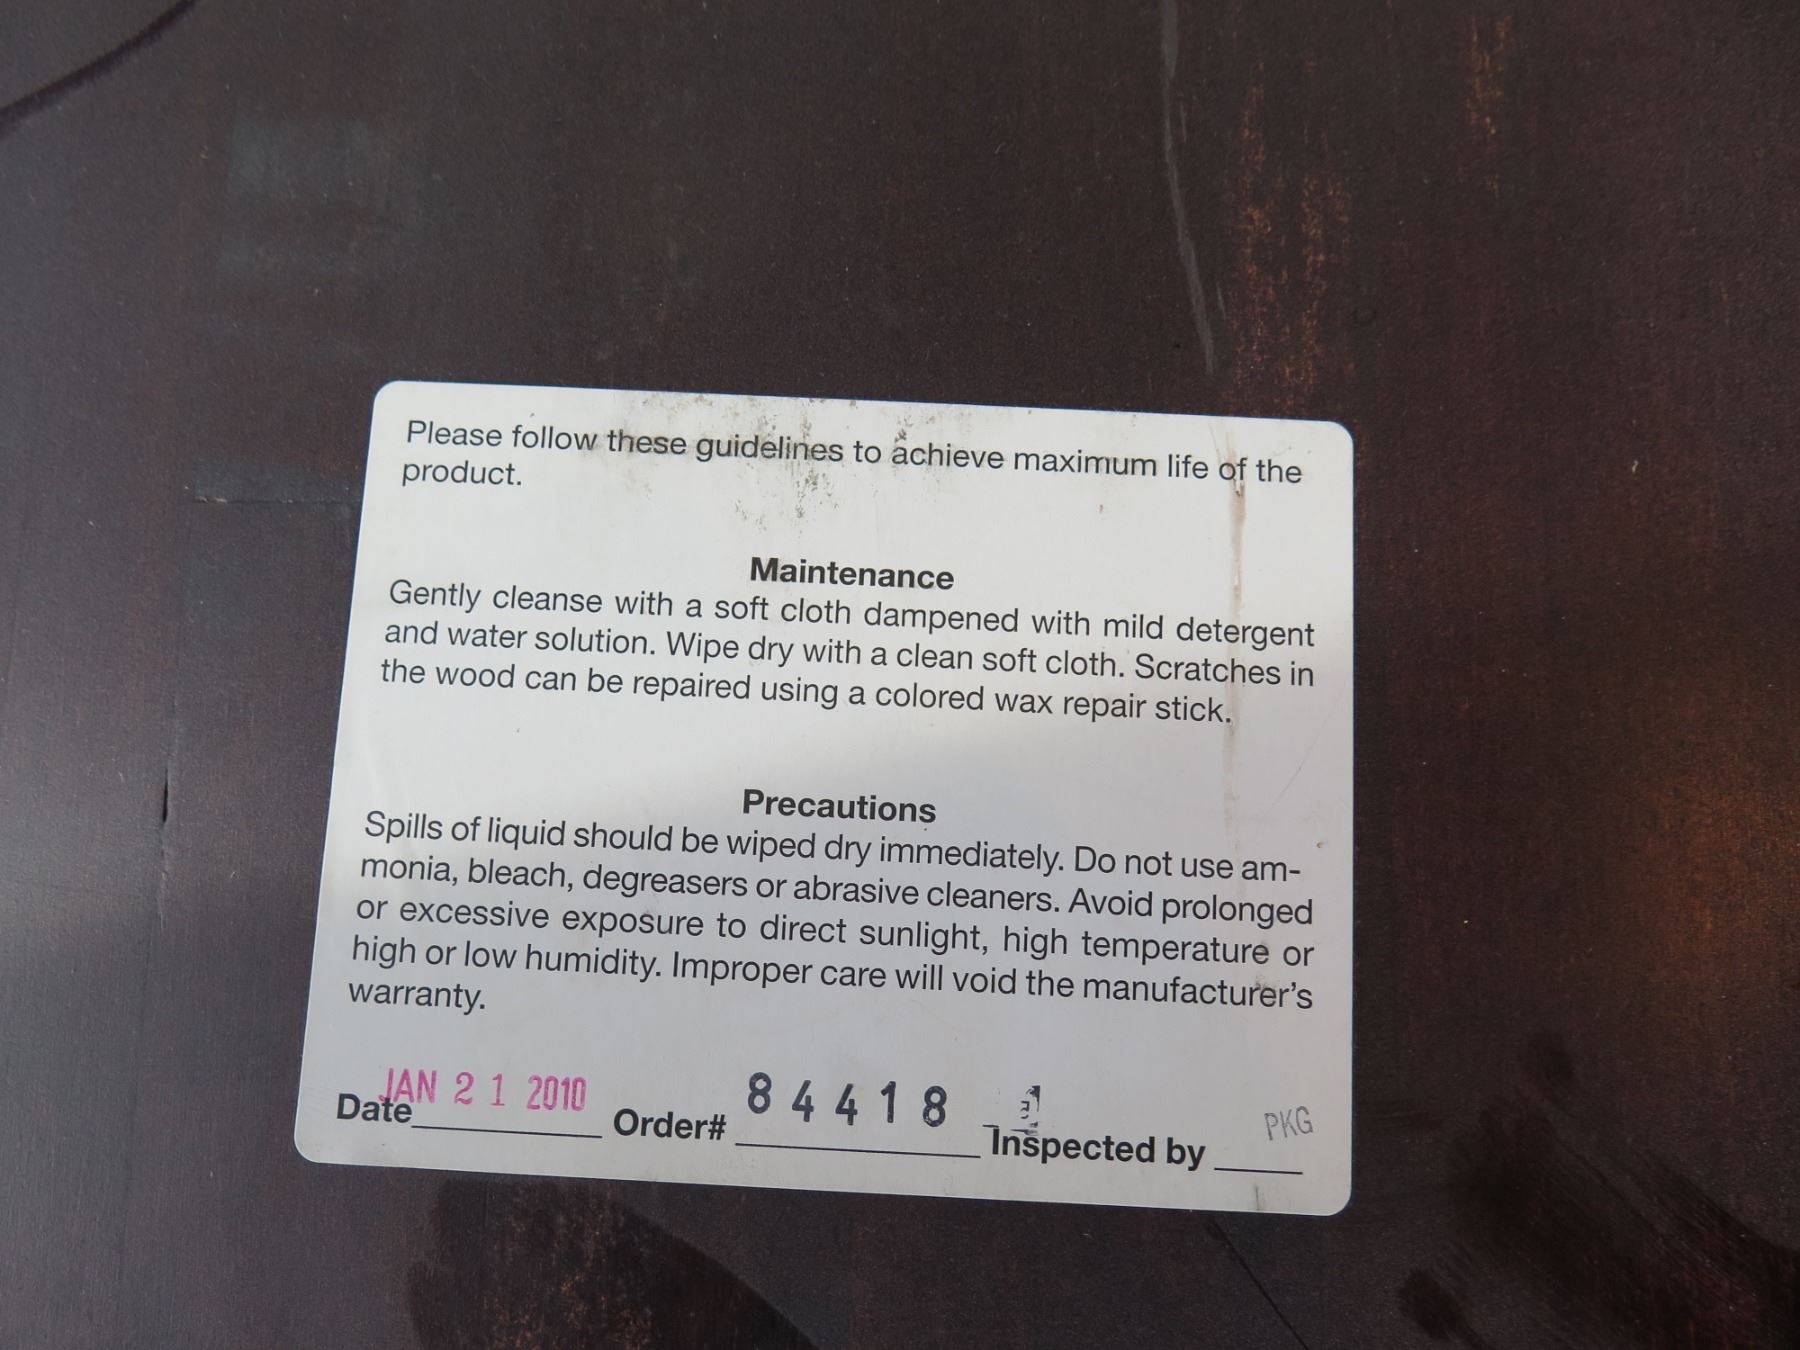 Please follow these guidelines to achieve maximum life of the
product.
Maintenance
Gently cleanse with a soft cloth dampened with mild detergent
and water solution. Wipe dry with a clean soft cloth. Scratches in
the wood can be repaired using a colored wax repair stick.
Precautions
Spills of liquid should be wiped dry immediately. Do not use am-
monia, bleach, degreasers or abrasive cleaners. Avoid prolonged
or excessive exposure to direct sunlight, high temperature or
high or low humidity. Improper care will void the manufacturer's
warranty.
Date JAN 21 2010 Order# 84418 Inspected by PKG